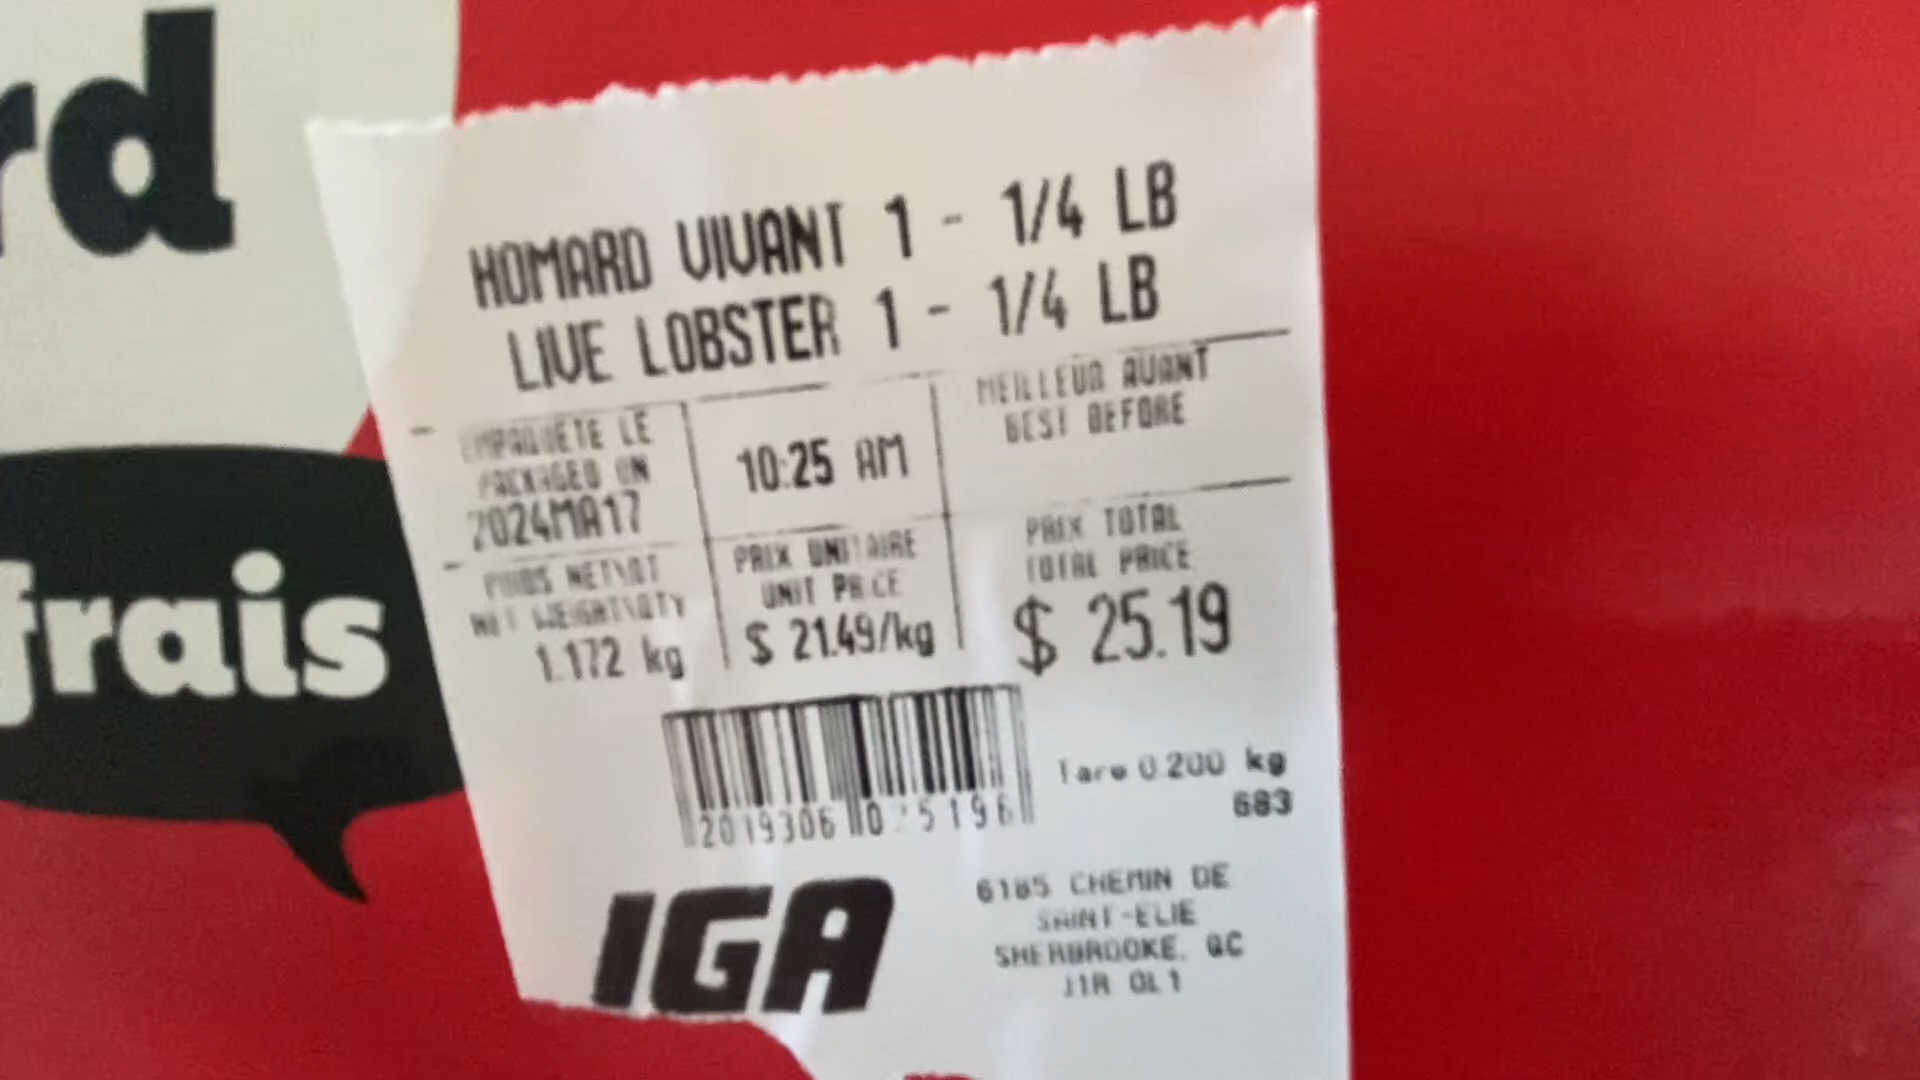 rd
frais
HOMARD VIVANT 1 - 1/4 LB
LIVE LOBSTER 1 - 1/4 LB
EMPAQUETE LE
PACKAGED ON
2024MA17
10:25 AM
MEILLEUR AVANT
BEST BEFORE
POIDS NET\QT
NET WEIGHT\QTY
1.172 kg
PRIX UNITAIRE
UNIT PRICE
$ 21.49/kg
PRIX TOTAL
TOTAL PRICE
$ 25.19
Tare 0.200 kg
683
2019306 025196
IGA
6185 CHEMIN DE
SAINT-ELIE
SHERBROOKE, QC
J1R 0L1